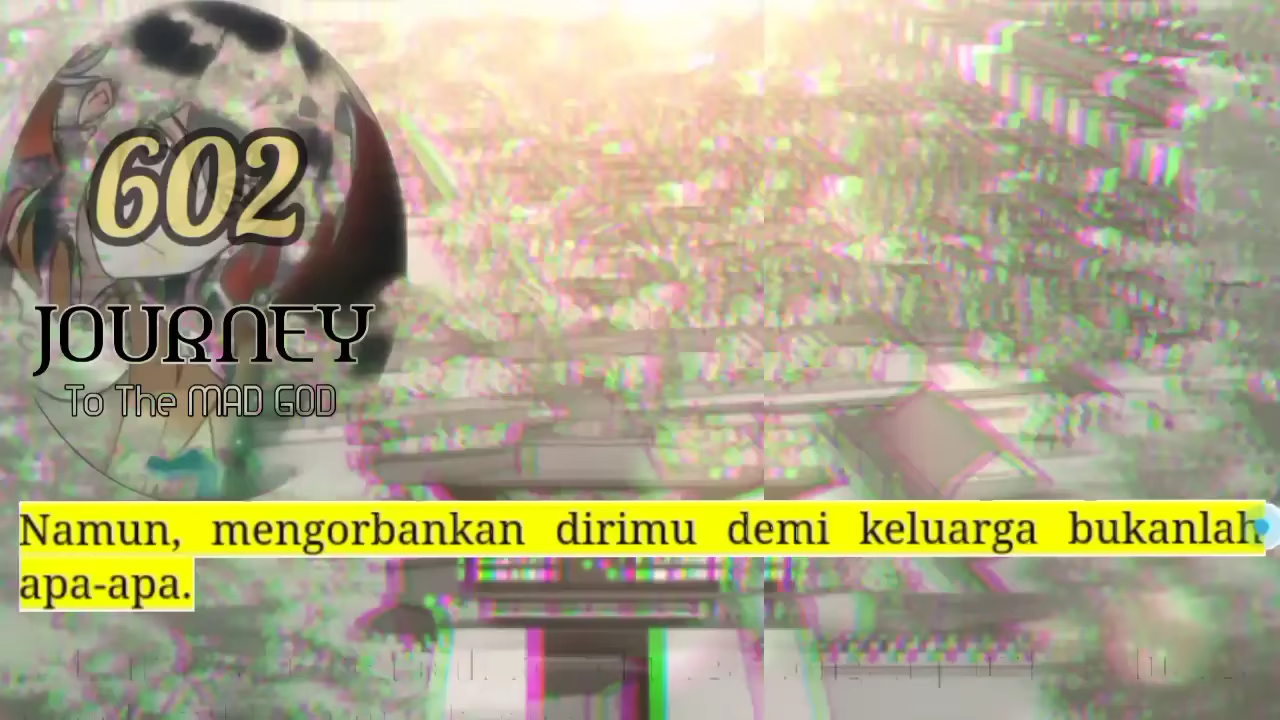 602
JOURNEY
To The MAD GOD
Namun, mengorbankan dirimu demi keluarga bukanlah
apa-apa.